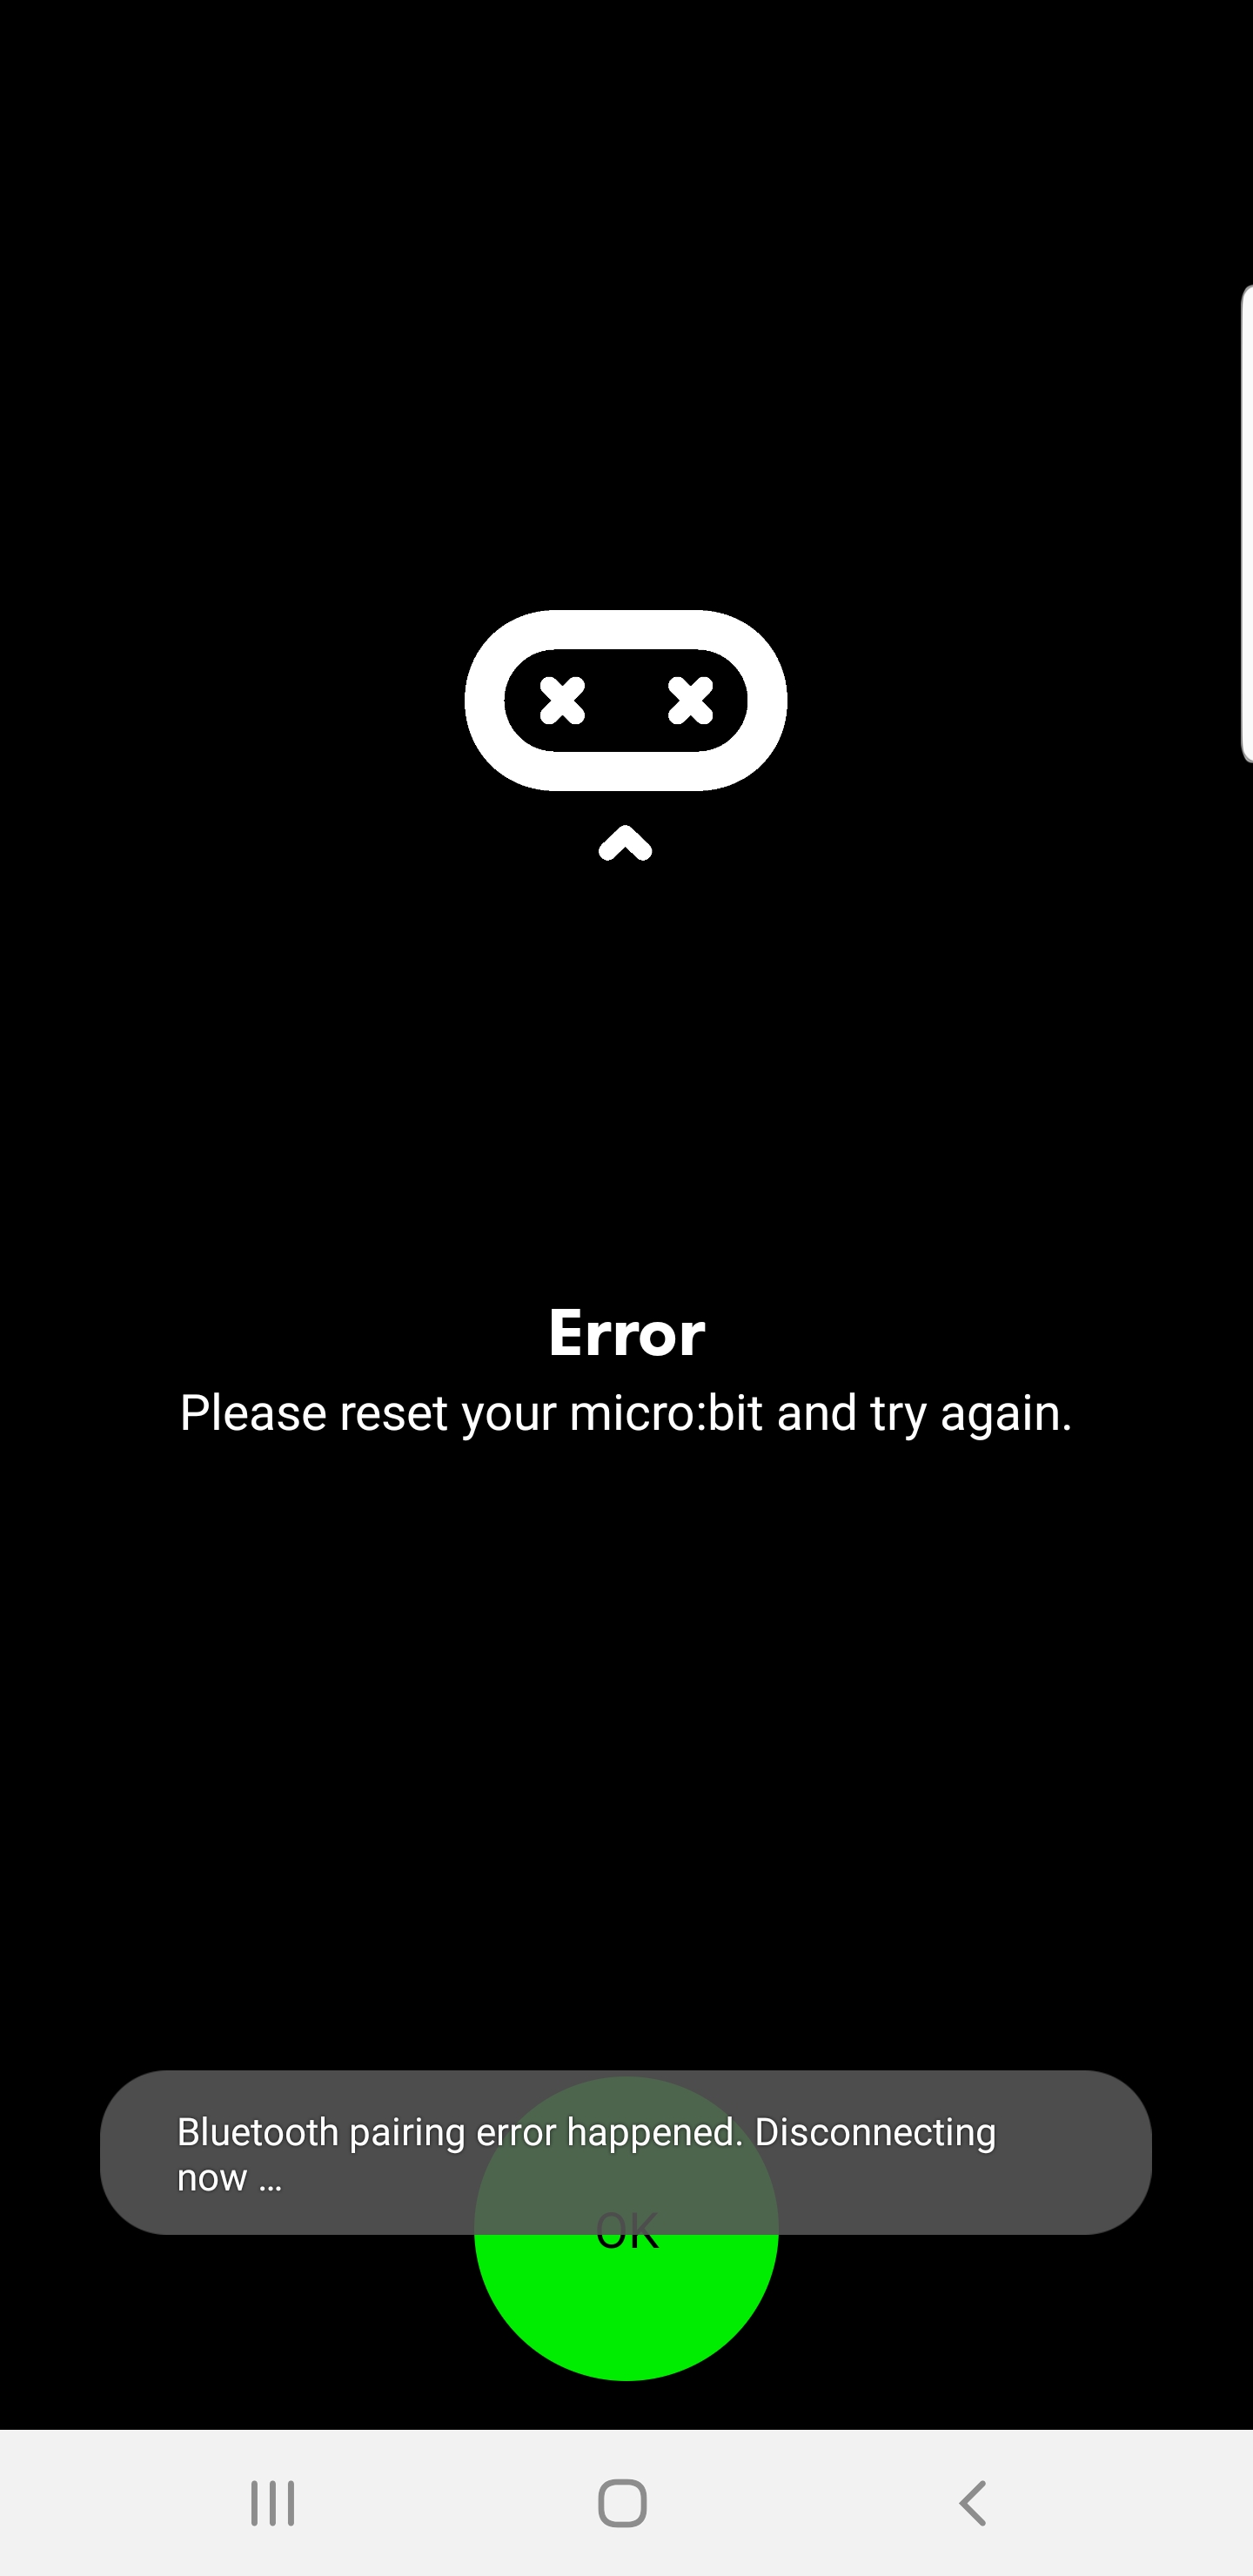 Error
Please reset your micro:bit and try again.
Bluetooth pairing error happened. Disconnecting
now ...
OK